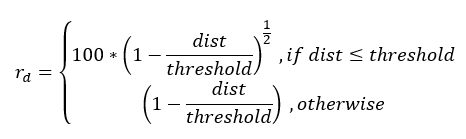 r_d = { 100 * (1 − dist/threshold)^(1/2) , if dist ≤ threshold
(1 − dist/threshold) , otherwise